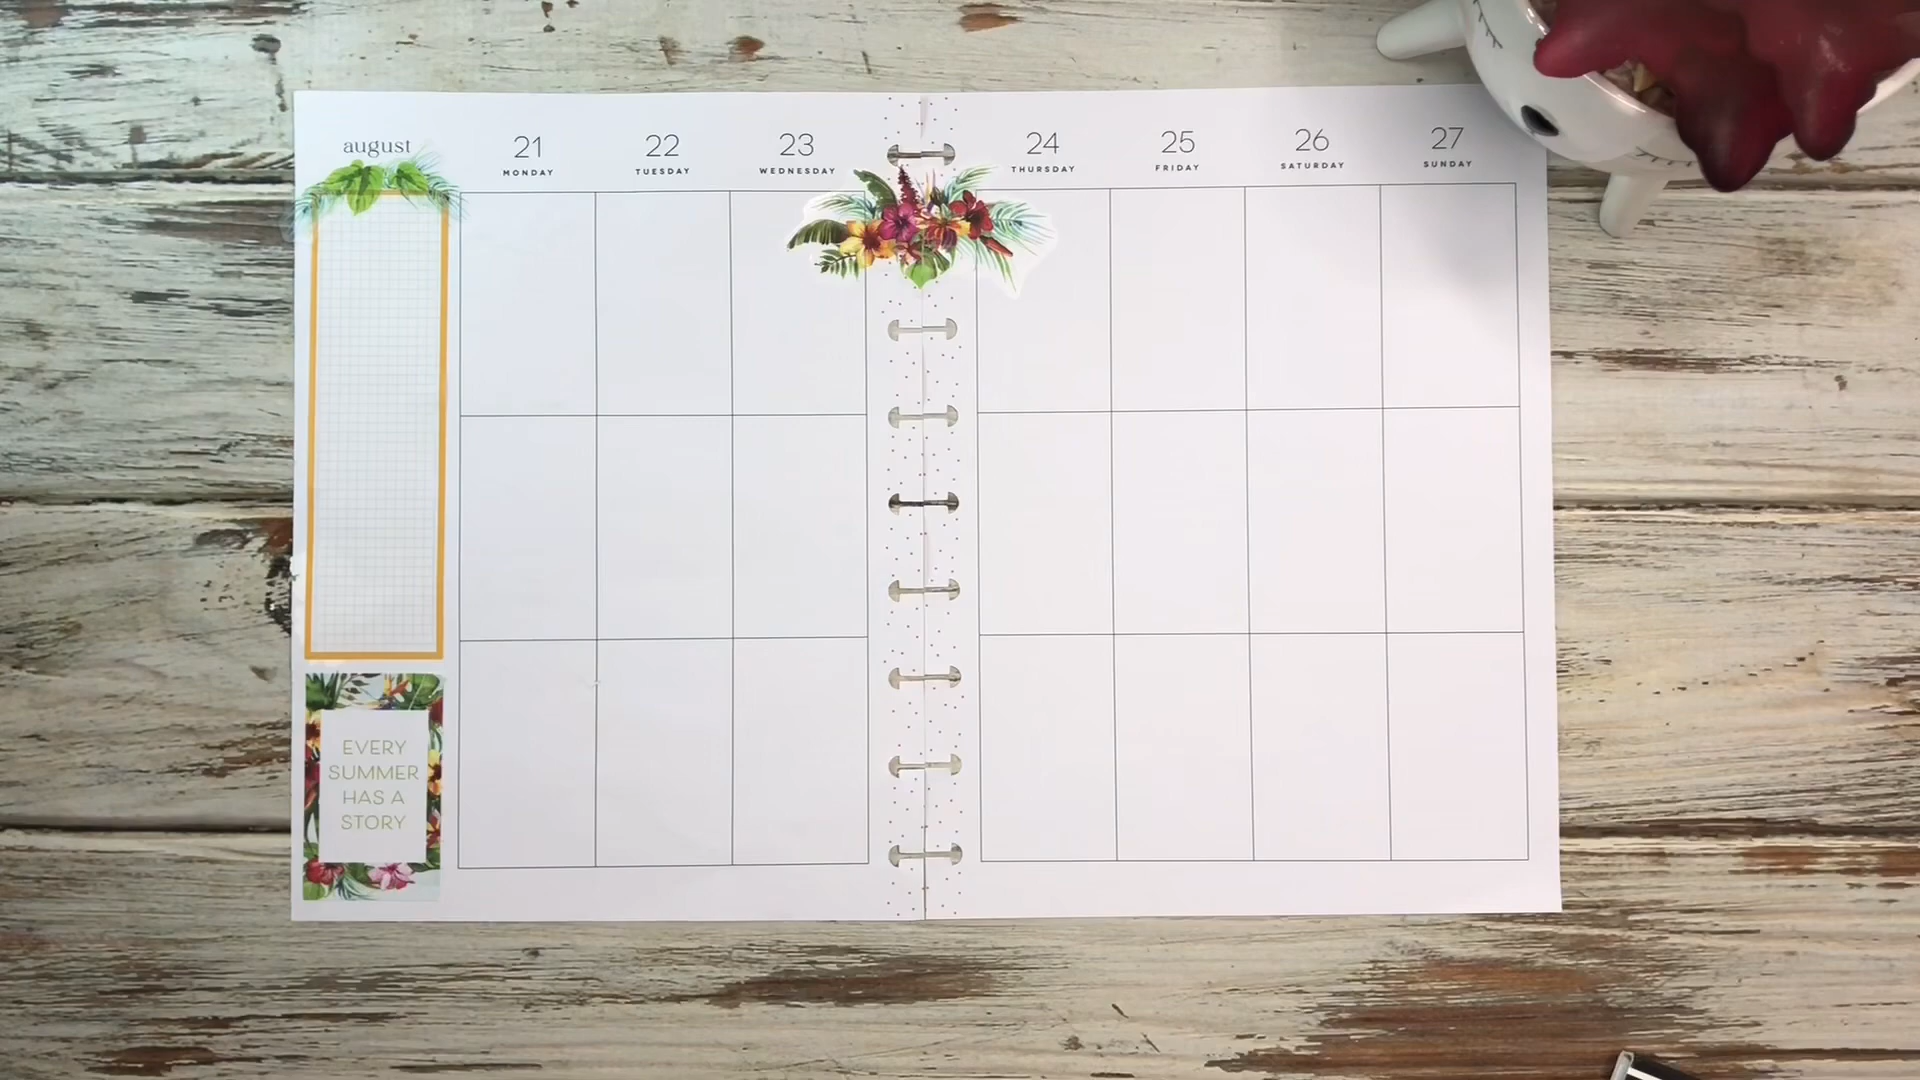 august
21
MONDAY
22
TUESDAY
23
WEDNESDAY
24
THURSDAY
25
FRIDAY
26
SATURDAY
27
SUNDAY
EVERY
SUMMER
HAS A
STORY